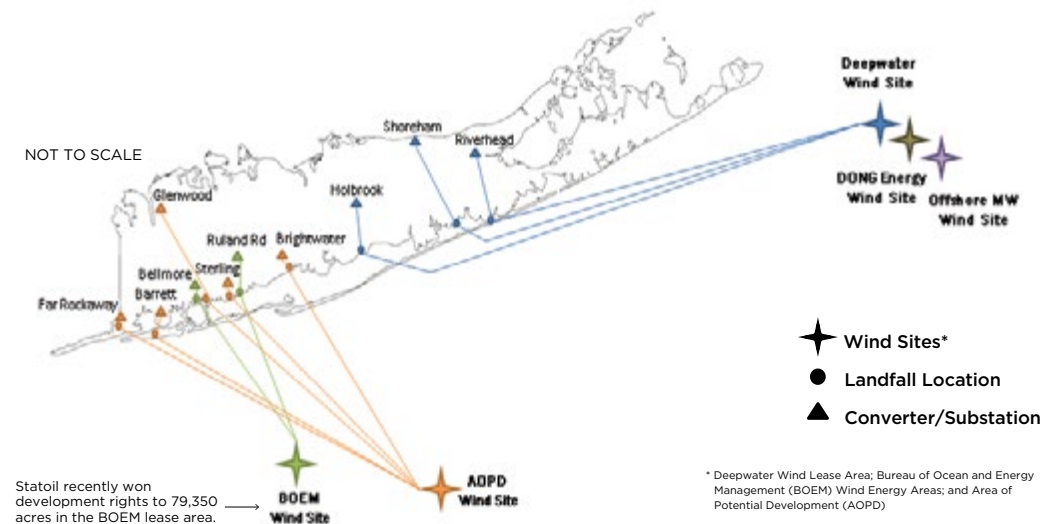 Deepwater
Wind Site
Shoreham
Riverhead
NOT TO SCALE
DONG Energy
Wind Site
Offshore MW
Wind Site
Glenwood
Holbrook
Ruland Rd
Brightwater
Bellmore
Sterling
Far Rockaway
Barrett
Wind Sites*
Landfall Location
Converter/Substation
AOPD
Wind Site
BOEM
Wind Site
Statoil recently won
development rights to 79,350
acres in the BOEM lease area.
* Deepwater Wind Lease Area; Bureau of Ocean and Energy
Management (BOEM) Wind Energy Areas; and Area of
Potential Development (AOPD)